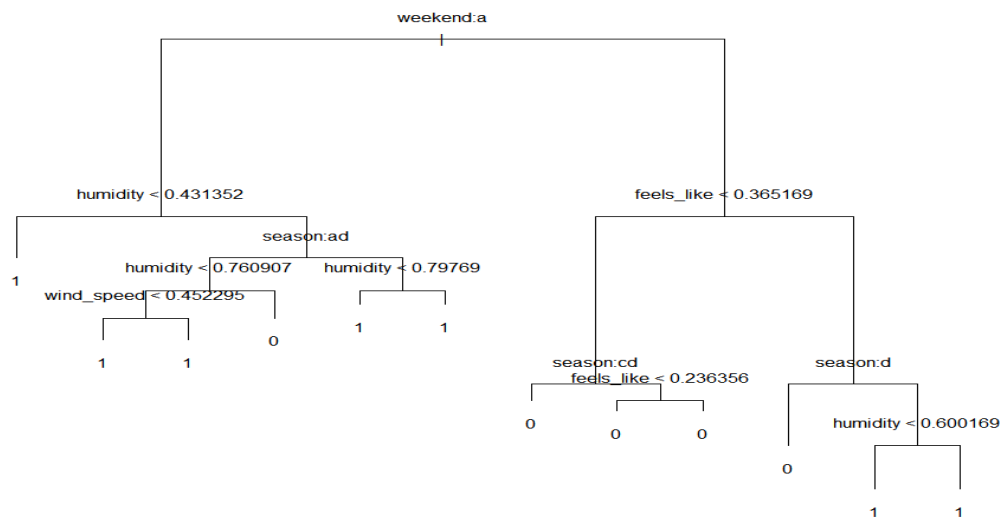 weekend:a
humidity < 0.431352
feels_like < 0.365169
season:ad
humidity < 0.760907
humidity < 0.79769
1
wind_speed < 0.452295
0
1
1
1
1
season:cd
season:d
feels_like < 0.236356
0
0
0
humidity < 0.600169
0
1
1